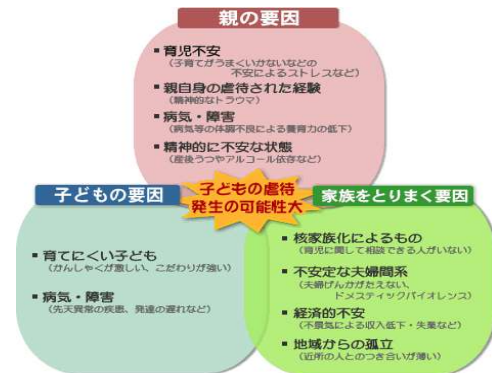 親の要因
▪ 育児不安
(子育てがうまくいかないなどの
不安によるストレスなど)
▪ 親自身の虐待された経験
(精神的なトラウマ)
▪ 病気・障害
(病気等の体調不良による養育力の低下)
▪ 精神的に不安な状態
(産後うつやアルコール依存など)
子どもの虐待
発生の可能性大
子どもの要因
▪ 育てにくい子ども
(かんしゃくが激しい、こだわりが強い)
▪ 病気・障害
(先天異常の疾患、発達の遅れなど)
家族をとりまく要因
▪ 核家族化によるもの
(育児に関して相談できる人がいない)
▪ 不安定な夫婦間系
(夫婦げんかがたえない、
ドメスティックバイオレンス)
▪ 経済的不安
(不景気による収入低下・失業など)
▪ 地域からの孤立
(近所の人とのつき合いが薄い)